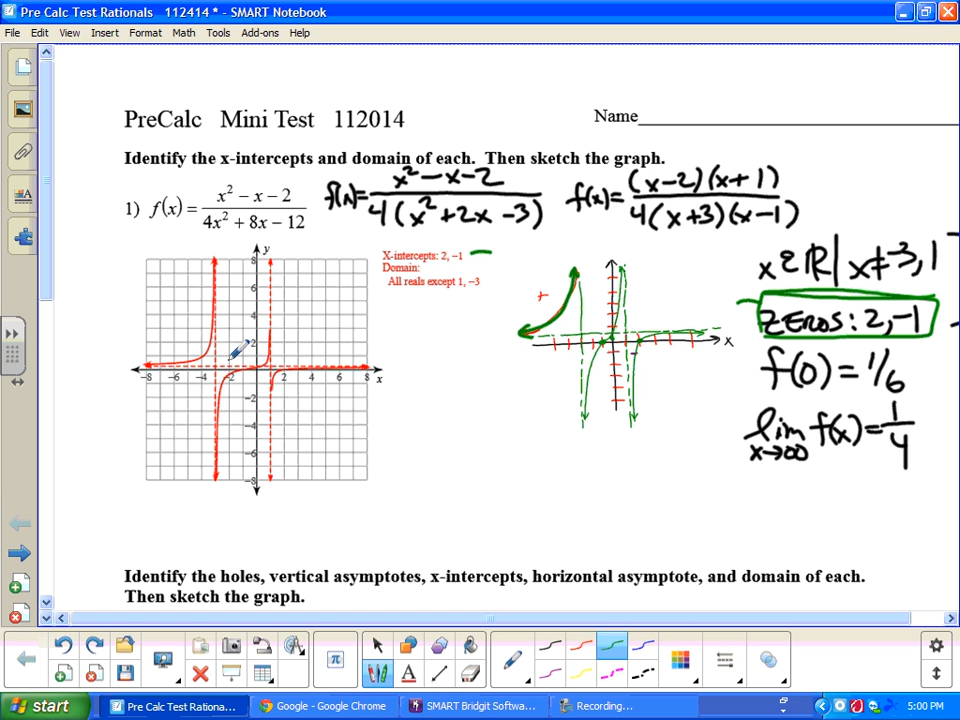 Pre Calc Test Rationals 112414 * - SMART Notebook
File Edit View Insert Format Math Tools Add-ons Help
PreCalc Mini Test 112014
Name
Identify the x-intercepts and domain of each. Then sketch the graph.
1) f(x) = (x² − x − 2)/(4x² + 8x − 12)
f(x) = (x² − x − 2)/(4(x² + 2x − 3))
f(x) = ((x−2)(x+1))/(4(x+3)(x−1))
X-intercepts: 2, −1
Domain:
All reals except 1, −3
y
8
6
4
2
−8 −6 −4 −2 2 4 6 8 x
−2
−4
−6
−8
+
x
x ∈ ℝ | x ≠ −3, 1
ZEROS: 2, −1
f(0) = 1/6
lim x→∞ f(x) = 1/4
Identify the holes, vertical asymptotes, x-intercepts, horizontal asymptote, and domain of each.
Then sketch the graph.
π
A
start
Pre Calc Test Rationa...
Google - Google Chrome
SMART Bridgit Softwa...
Recording...
5:00 PM